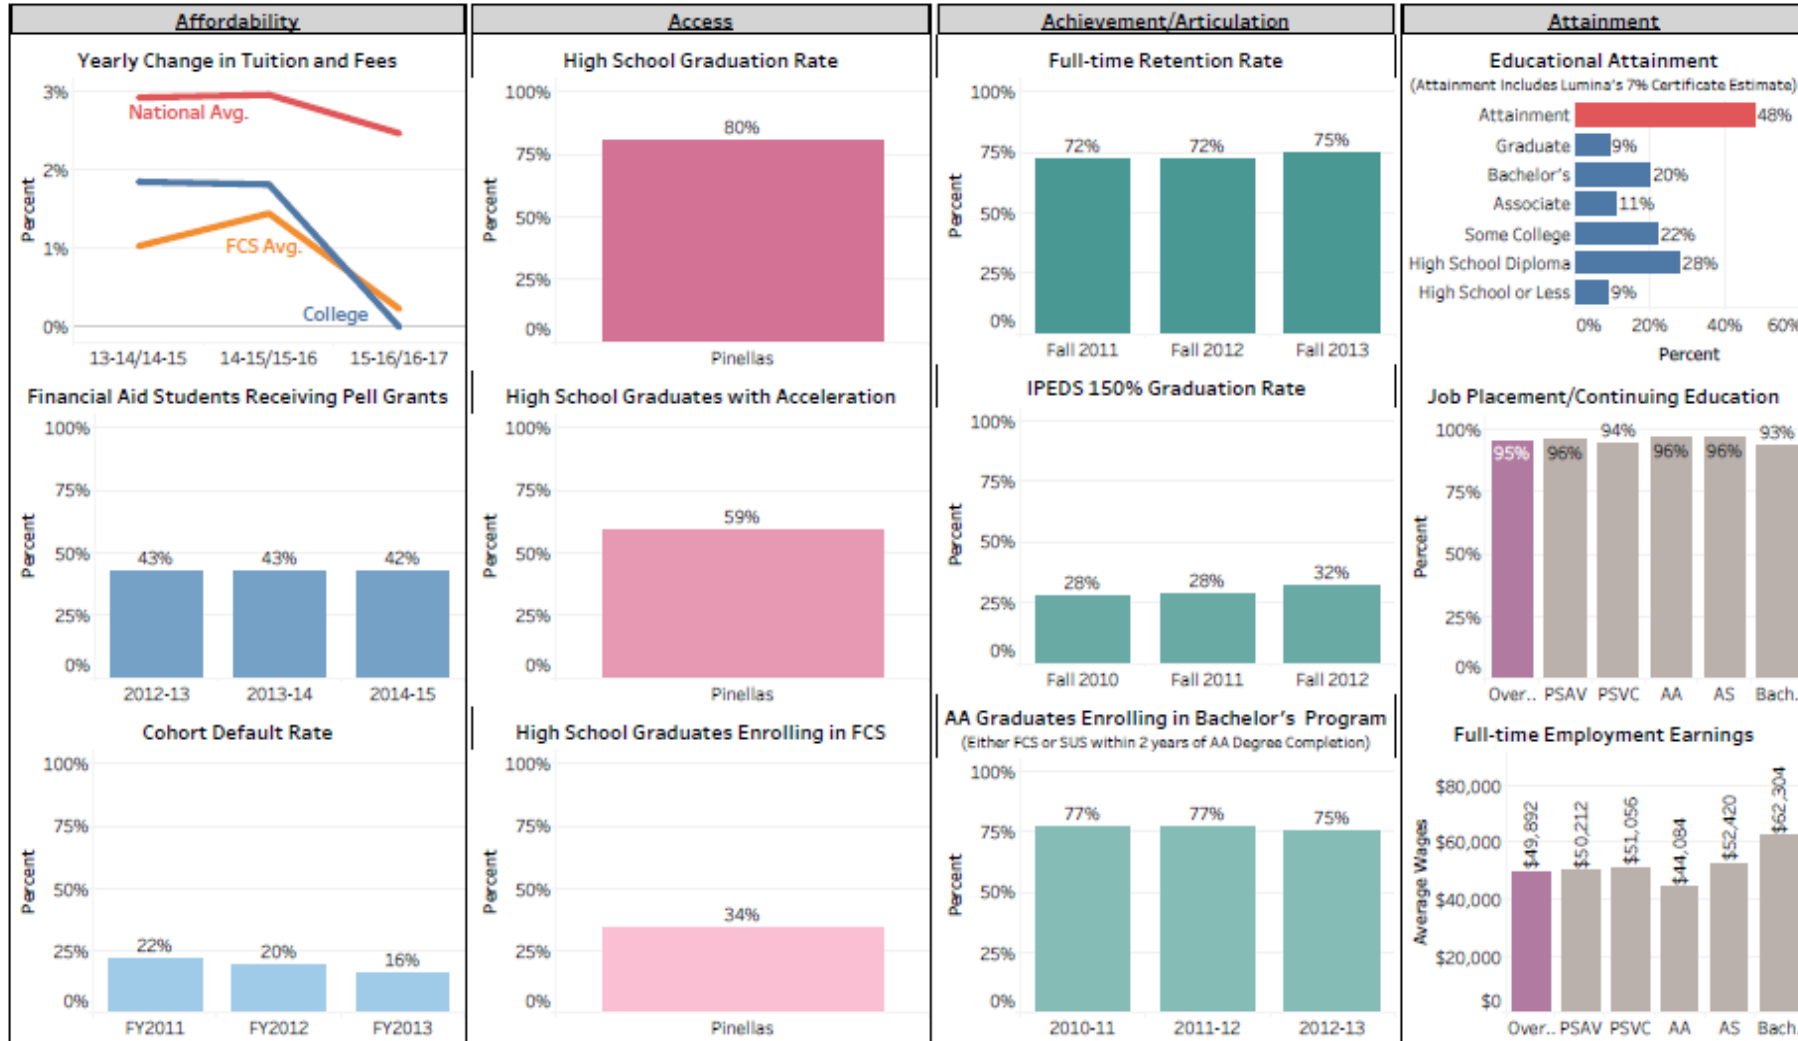 Affordability
Yearly Change in Tuition and Fees
3%
National Avg.
2%
Percent
1%
FCS Avg.
College
0%
13-14/14-15 14-15/15-16 15-16/16-17
Financial Aid Students Receiving Pell Grants
100%
75%
Percent
50%
43% 43% 42%
25%
0%
2012-13 2013-14 2014-15
Cohort Default Rate
100%
75%
Percent
50%
25%
22% 20% 16%
0%
FY2011 FY2012 FY2013
Access
High School Graduation Rate
100%
80%
75%
Percent
50%
25%
0%
Pinellas
High School Graduates with Acceleration
100%
75%
59%
Percent
50%
25%
0%
Pinellas
High School Graduates Enrolling in FCS
100%
75%
Percent
50%
34%
25%
0%
Pinellas
Achievement/Articulation
Full-time Retention Rate
100%
72% 72% 75%
75%
Percent
50%
25%
0%
Fall 2011 Fall 2012 Fall 2013
IPEDS 150% Graduation Rate
100%
75%
Percent
50%
28% 28% 32%
25%
0%
Fall 2010 Fall 2011 Fall 2012
AA Graduates Enrolling in Bachelor's Program
(Either FCS or SUS within 2 years of AA Degree Completion)
100%
77% 77% 75%
75%
Percent
50%
25%
0%
2010-11 2011-12 2012-13
Attainment
Educational Attainment
(Attainment Includes Lumina's 7% Certificate Estimate)
Attainment 48%
Graduate 9%
Bachelor's 20%
Associate 11%
Some College 22%
High School Diploma 28%
High School or Less 9%
0% 20% 40% 60%
Percent
Job Placement/Continuing Education
100%
95% 96% 94% 96% 96% 93%
75%
Percent
50%
25%
0%
Over.. PSAV PSVC AA AS Bach.
Full-time Employment Earnings
$80,000
$49,892 $50,212 $51,056 $44,084 $52,420 $62,304
$60,000
Average Wages
$40,000
$20,000
$0
Over.. PSAV PSVC AA AS Bach.